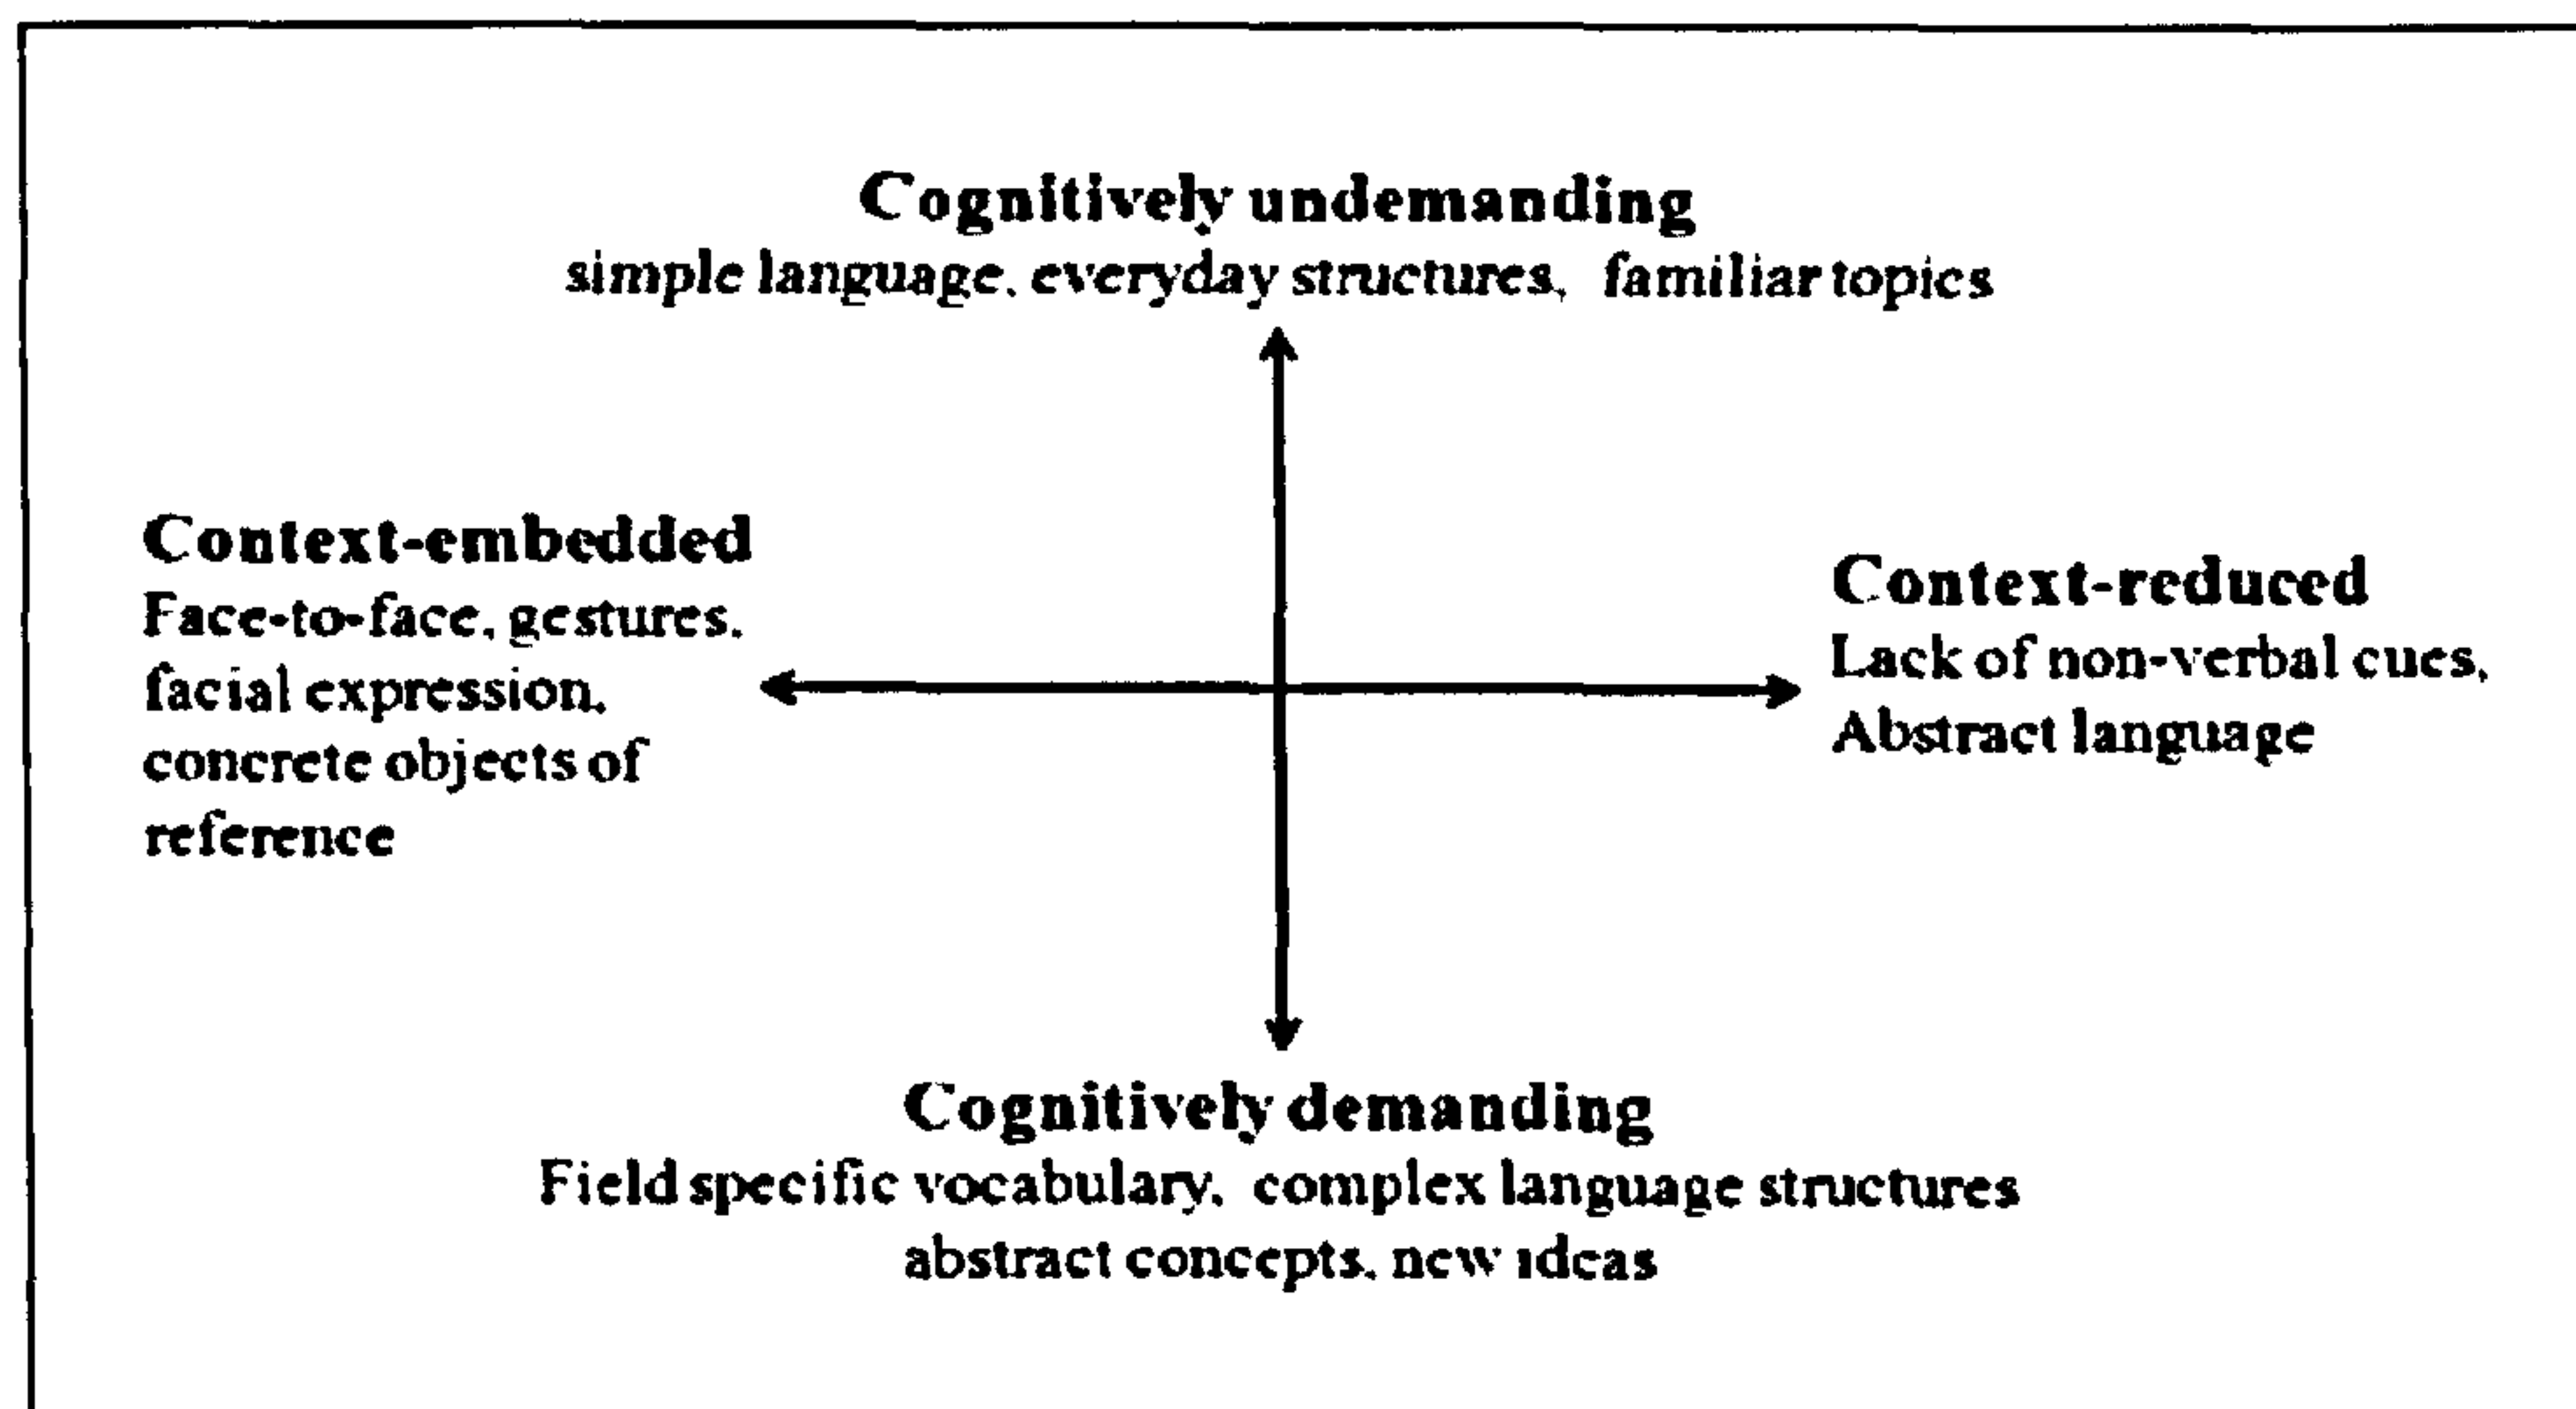 Cognitively undemanding
simple language, everyday structures, familiar topics
Context-embedded
Face-to-face, gestures,
facial expression,
concrete objects of
reference
Context-reduced
Lack of non-verbal cues,
Abstract language
Cognitively demanding
Field specific vocabulary, complex language structures
abstract concepts, new ideas